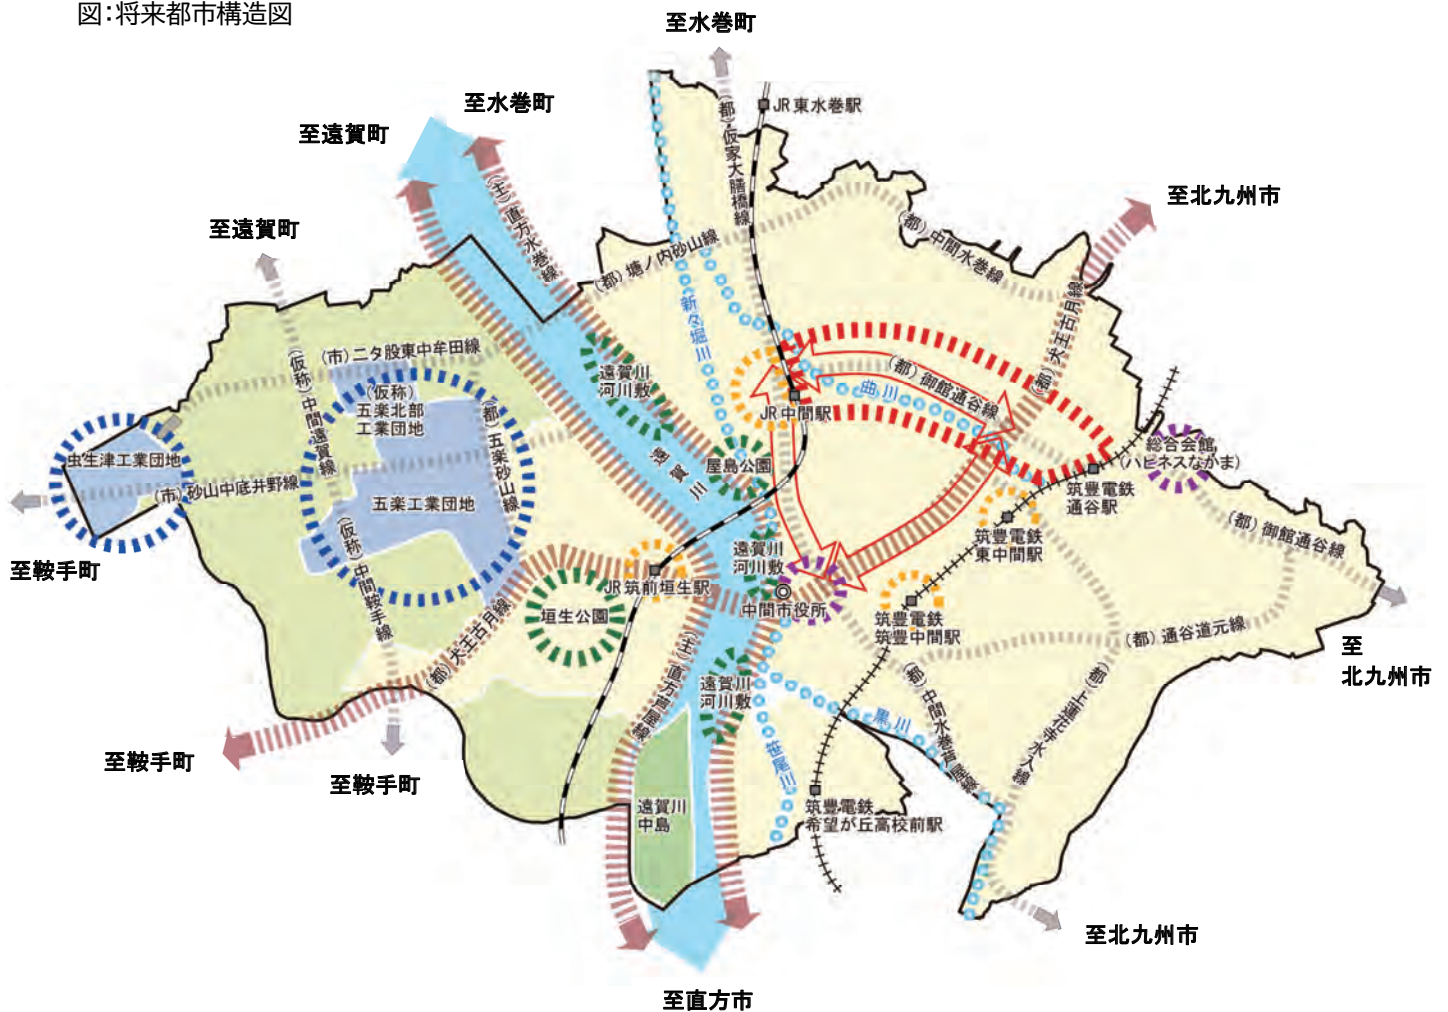 図：将来都市構造図
至水巻町
至水巻町
至遠賀町
JR東水巻駅
(都)仮家大膳橋線
至北九州市
(主)直方水巻線
至遠賀町
(都)中間水巻線
(都)塘ノ内砂山線
(都)犬王古月線
新々堀川
(市)二タ股東中牟田線
(仮称)中間遠賀線
遠賀川
河川敷
(都)御館通谷線
曲川
(仮称)
五楽北部
工業団地
(都)五楽砂山線
JR中間駅
総合会館
(ハピネスなかま)
虫生津工業団地
屋島公園
遠賀川
(市)砂山中底井野線
五楽工業団地
筑豊電鉄
通谷駅
(都)御館通谷線
筑豊電鉄
東中間駅
(仮称)中間鞍手線
遠賀川
河川敷
至鞍手町
JR筑前垣生駅
中間市役所
垣生公園
筑豊電鉄
筑豊中間駅
(都)通谷道元線
至
北九州市
(都)犬王古月線
(主)直方芦屋線
遠賀川
河川敷
(都)中間水巻芦屋線
(都)上蓮花寺水入線
黒川
笹尾川
至鞍手町
至鞍手町
遠賀川
中島
筑豊電鉄
希望が丘高校前駅
至北九州市
至直方市